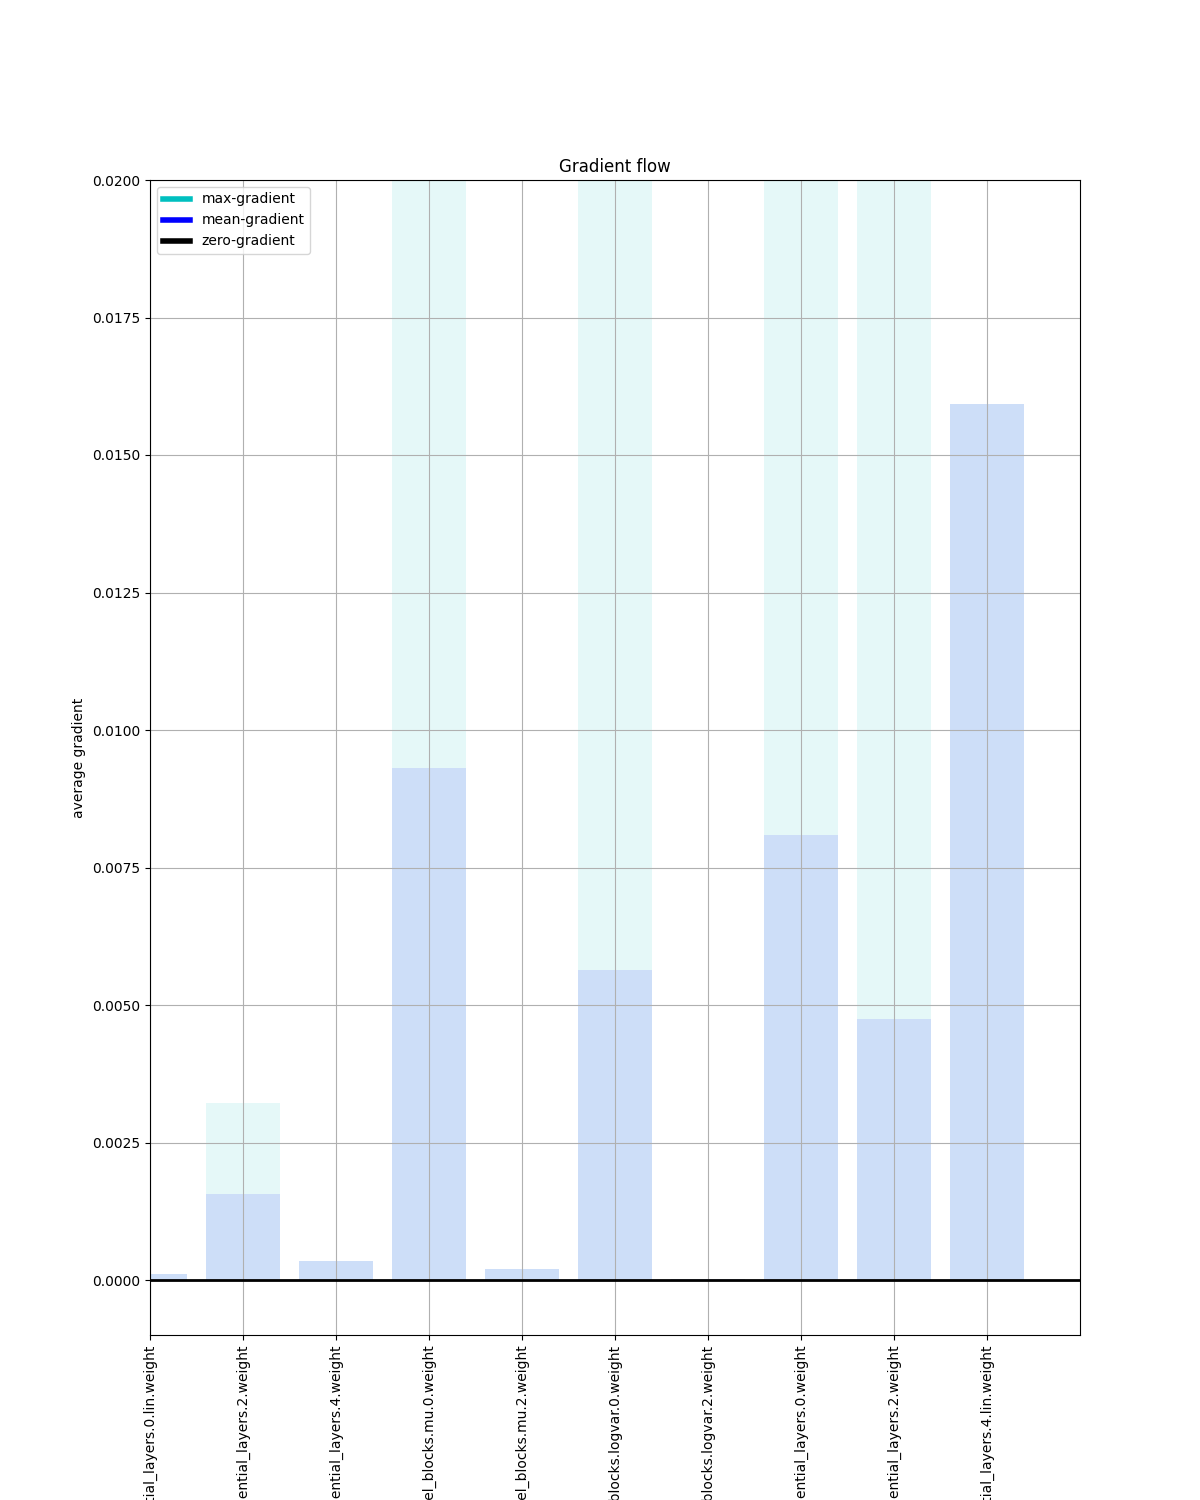 Gradient flow
max-gradient
mean-gradient
zero-gradient
0.0200
0.0175
0.0150
0.0125
0.0100
0.0075
0.0050
0.0025
0.0000
average gradient
tial_layers.0.lin.weight
ential_layers.2.weight
ential_layers.4.weight
el_blocks.mu.0.weight
el_blocks.mu.2.weight
blocks.logvar.0.weight
blocks.logvar.2.weight
ential_layers.0.weight
ential_layers.2.weight
tial_layers.4.lin.weight